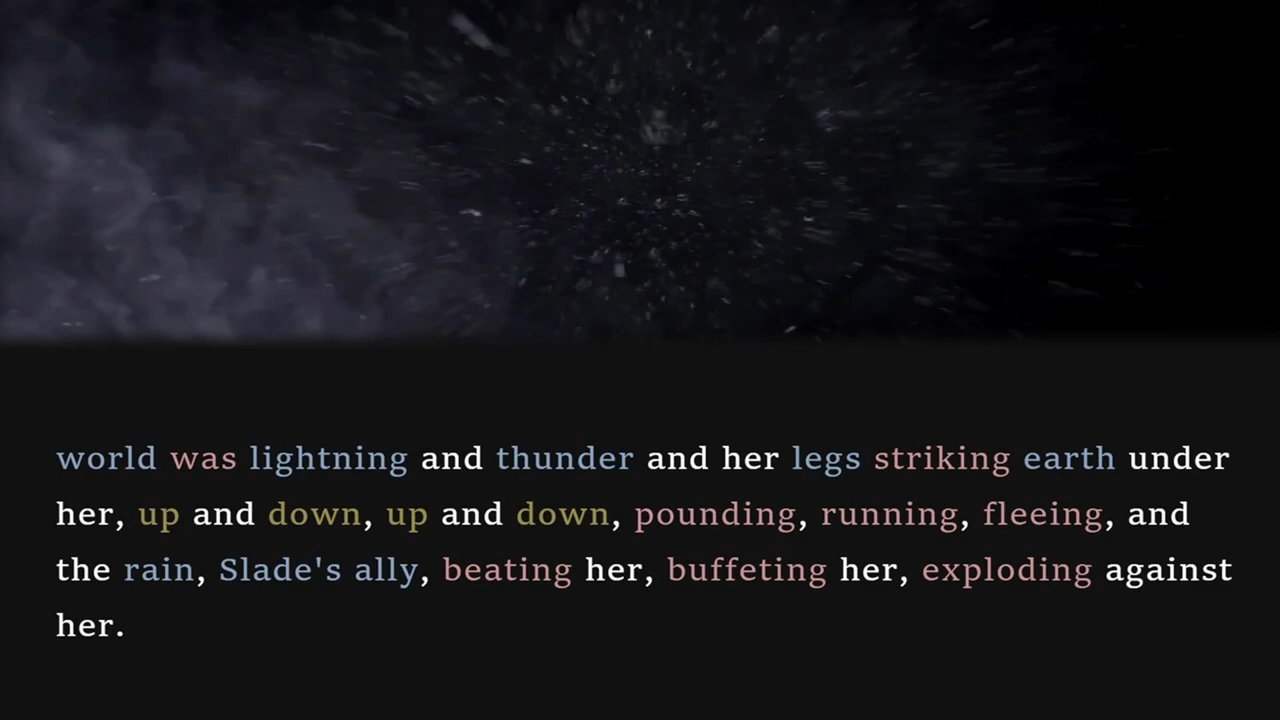 world was lightning and thunder and her legs striking earth under
her, up and down, up and down, pounding, running, fleeing, and
the rain, Slade's ally, beating her, buffeting her, exploding against
her.